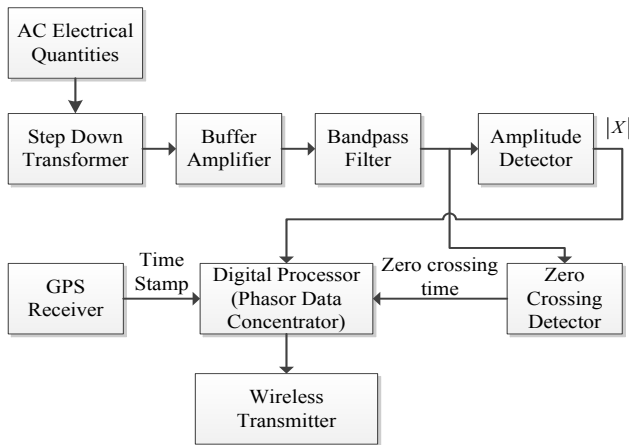 AC Electrical
Quantities
Step Down
Transformer
Buffer
Amplifier
Bandpass
Filter
Amplitude
Detector
|X|
GPS
Receiver
Time
Stamp
Digital Processor
(Phasor Data
Concentrator)
Zero crossing
time
Zero
Crossing
Detector
Wireless
Transmitter